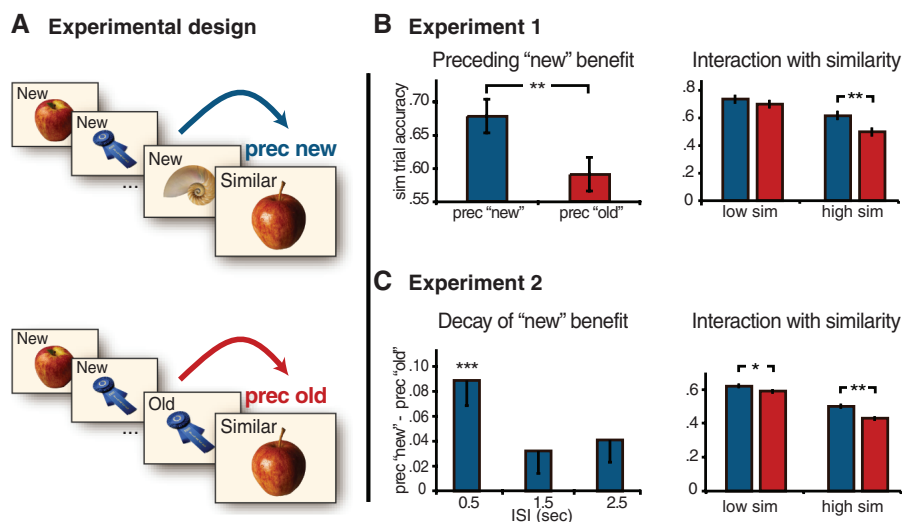 A Experimental design
New
New
New
Similar
...
prec new
New
New
Old
Similar
...
prec old
B Experiment 1
Preceding “new” benefit
sim trial accuracy
.70
.65
.60
.55
**
prec “new”
prec “old”
Interaction with similarity
.8
.6
.4
.2
0
**
low sim
high sim
C Experiment 2
Decay of “new” benefit
prec “new” - prec “old”
.10
.08
.06
.04
.02
0
***
0.5
1.5
2.5
ISI (sec)
Interaction with similarity
.6
.4
.2
0
*
**
low sim
high sim